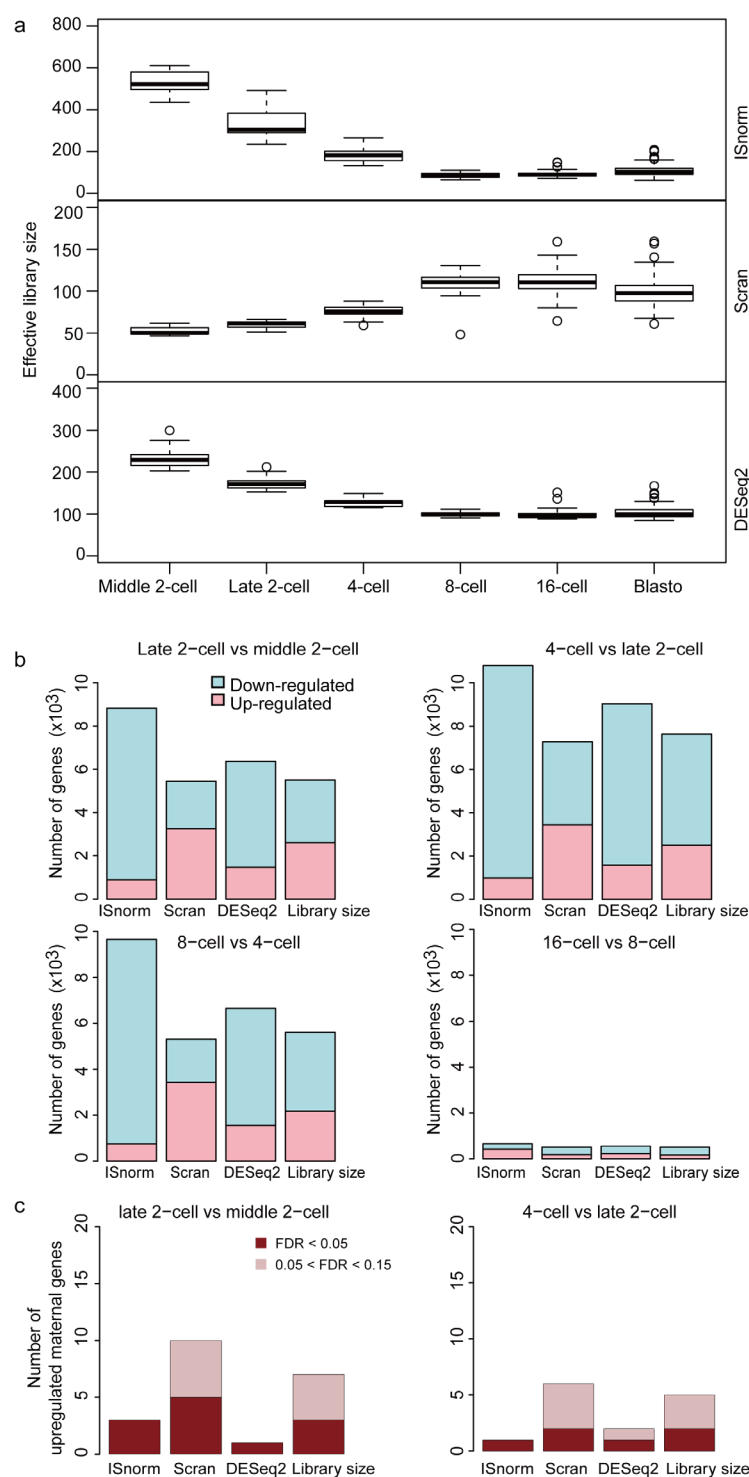 a
800
600
400
200
0
ISnorm
Effective library size
200
150
100
50
0
Scran
400
300
200
100
0
DESeq2
Middle 2-cell Late 2-cell 4-cell 8-cell 16-cell Blasto
b
Late 2−cell vs middle 2−cell
Number of genes (x10³)
10
8
6
4
2
0
Down-regulated
Up-regulated
ISnorm Scran DESeq2 Library size
4−cell vs late 2−cell
Number of genes (x10³)
10
8
6
4
2
0
ISnorm Scran DESeq2 Library size
8−cell vs 4−cell
Number of genes (x10³)
10
8
6
4
2
0
ISnorm Scran DESeq2 Library size
16−cell vs 8−cell
Number of genes (x10³)
10
8
6
4
2
0
ISnorm Scran DESeq2 Library size
c
late 2−cell vs middle 2−cell
Number of
upregulated maternal genes
20
15
10
5
0
FDR < 0.05
0.05 < FDR < 0.15
ISnorm Scran DESeq2 Library size
4−cell vs late 2−cell
20
15
10
5
0
ISnorm Scran DESeq2 Library size